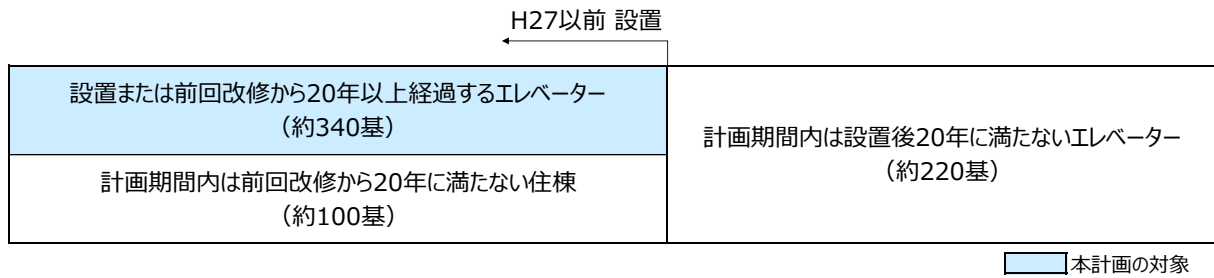 H27以前 設置
設置または前回改修から20年以上経過するエレベーター
（約340基）
計画期間内は前回改修から20年に満たない住棟
（約100基）
計画期間内は設置後20年に満たないエレベーター
（約220基）
本計画の対象